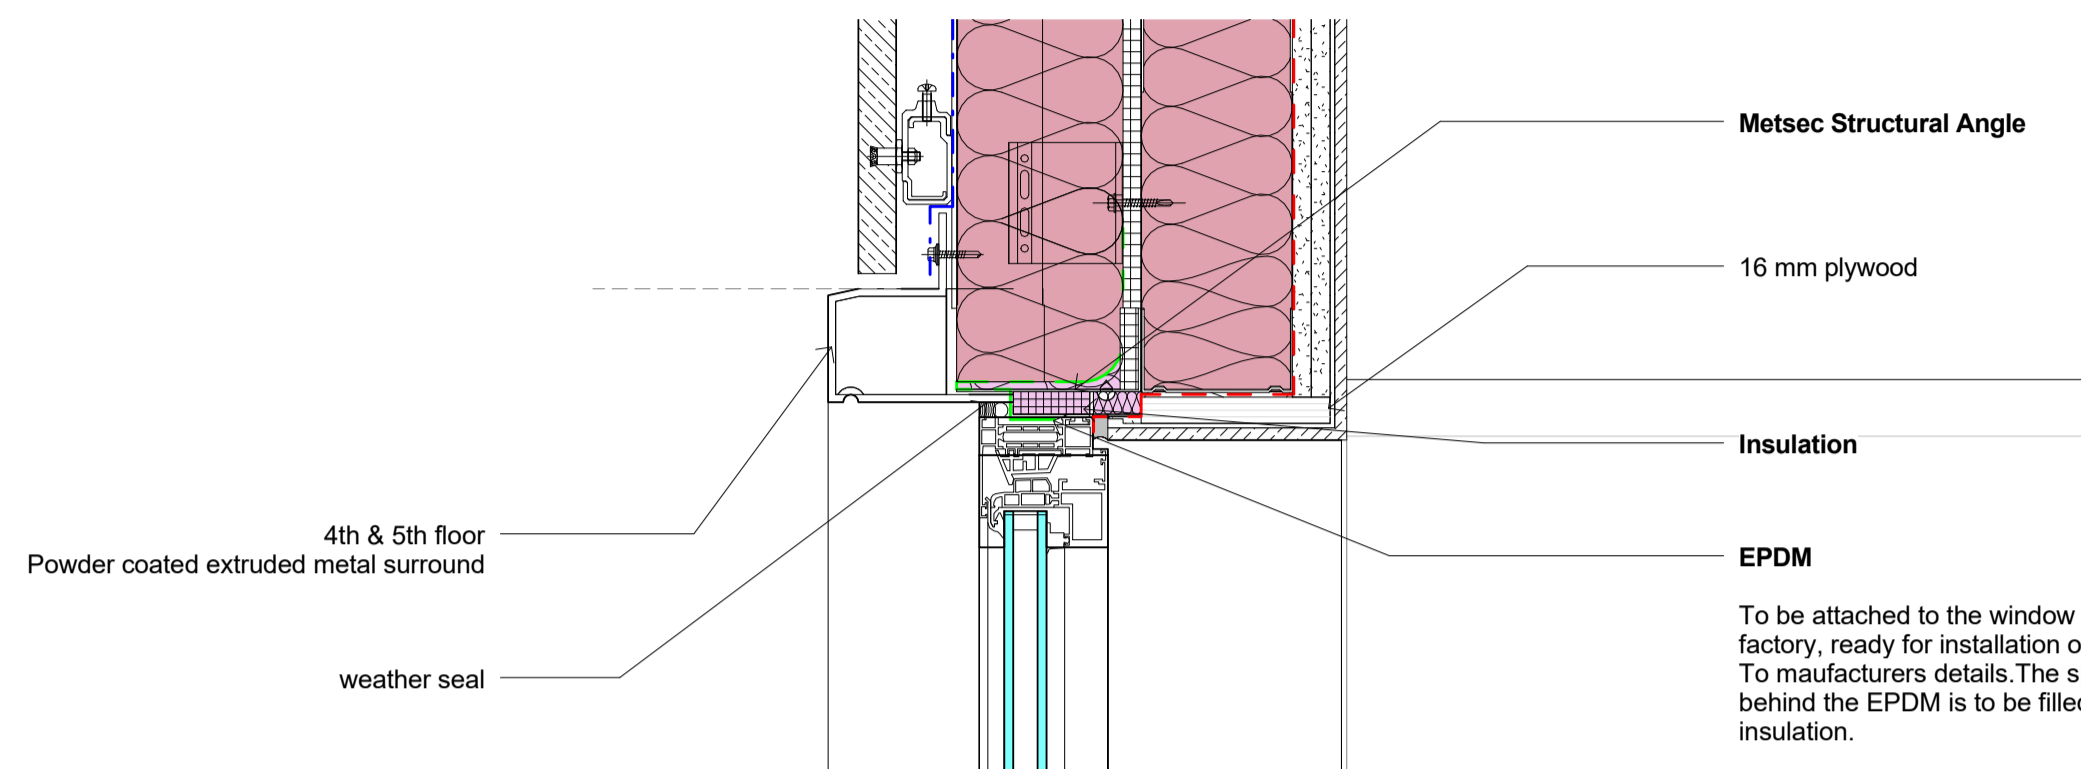 Metsec Structural Angle
16 mm plywood
Insulation
4th & 5th floor
Powder coated extruded metal surround
EPDM
To be attached to the window
factory, ready for installation
To maufacturers details.The
behind the EPDM is to be
insulation.
weather seal